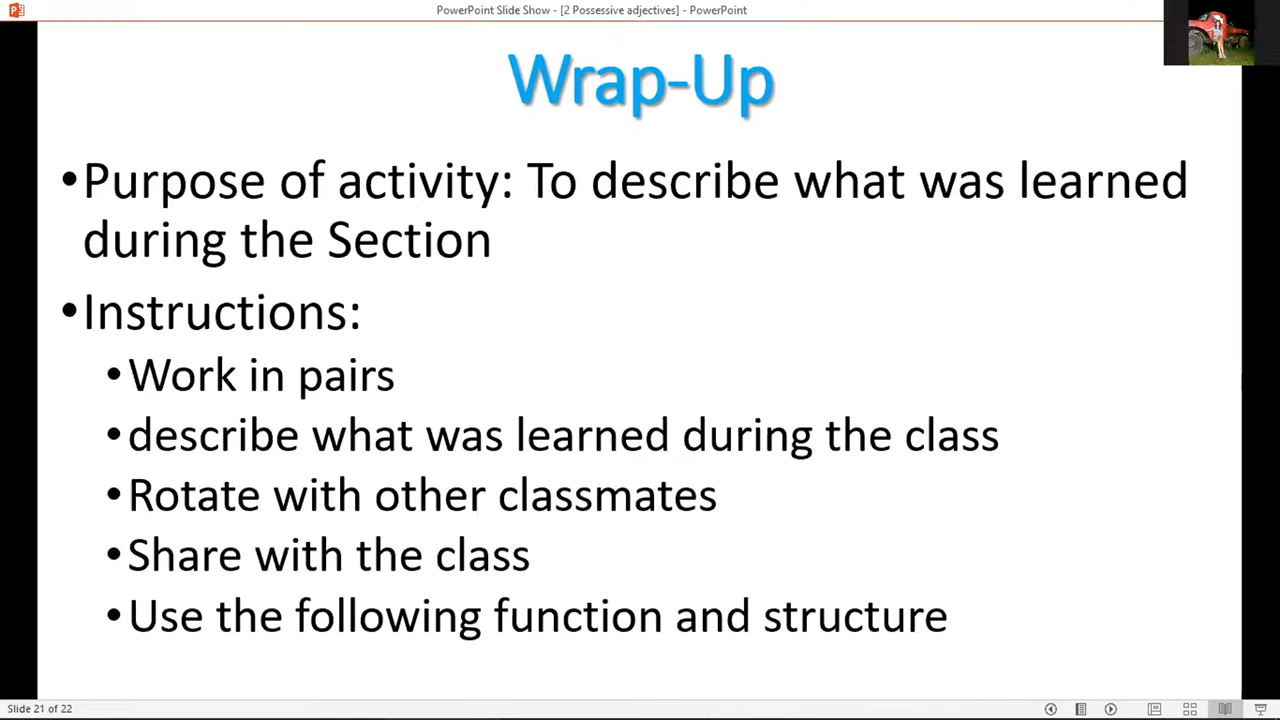 PowerPoint Slide Show - [2 Possessive adjectives] - PowerPoint
Wrap-Up
•Purpose of activity: To describe what was learned
during the Section
•Instructions:
•Work in pairs
•describe what was learned during the class
•Rotate with other classmates
•Share with the class
•Use the following function and structure
Slide 21 of 22